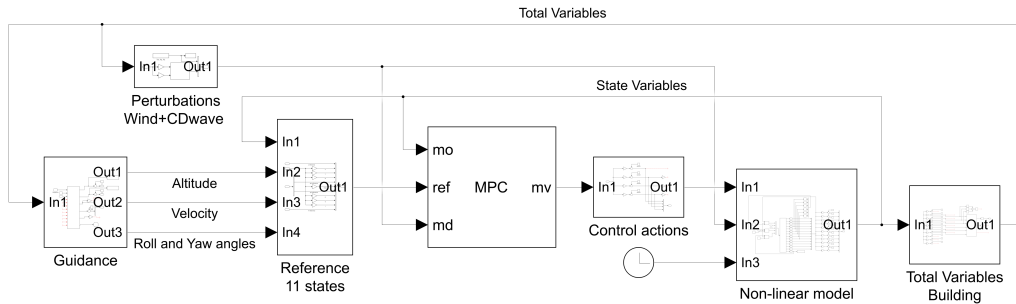 Total Variables
In1 Out1
Perturbations
Wind+CDwave
State Variables
In1
In2
In3
In4
Out1
Reference
11 states
In1
Out1
Out2
Out3
Guidance
Altitude
Velocity
Roll and Yaw angles
mo
ref
md
MPC
mv
In1 Out1
Control actions
In1
In2
In3
Out1
Non-linear model
In1 Out1
Total Variables
Building